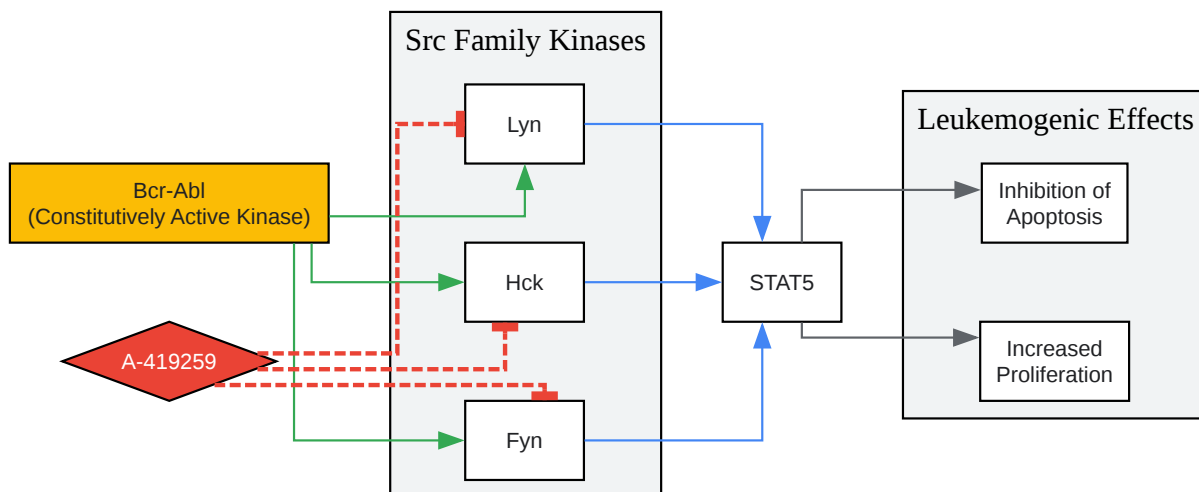 Src Family Kinases
Lyn
Leukemogenic Effects
Bcr-Abl
(Constitutively Active Kinase)
Inhibition of
Apoptosis
Hck
STAT5
A-419259
Increased
Proliferation
Fyn